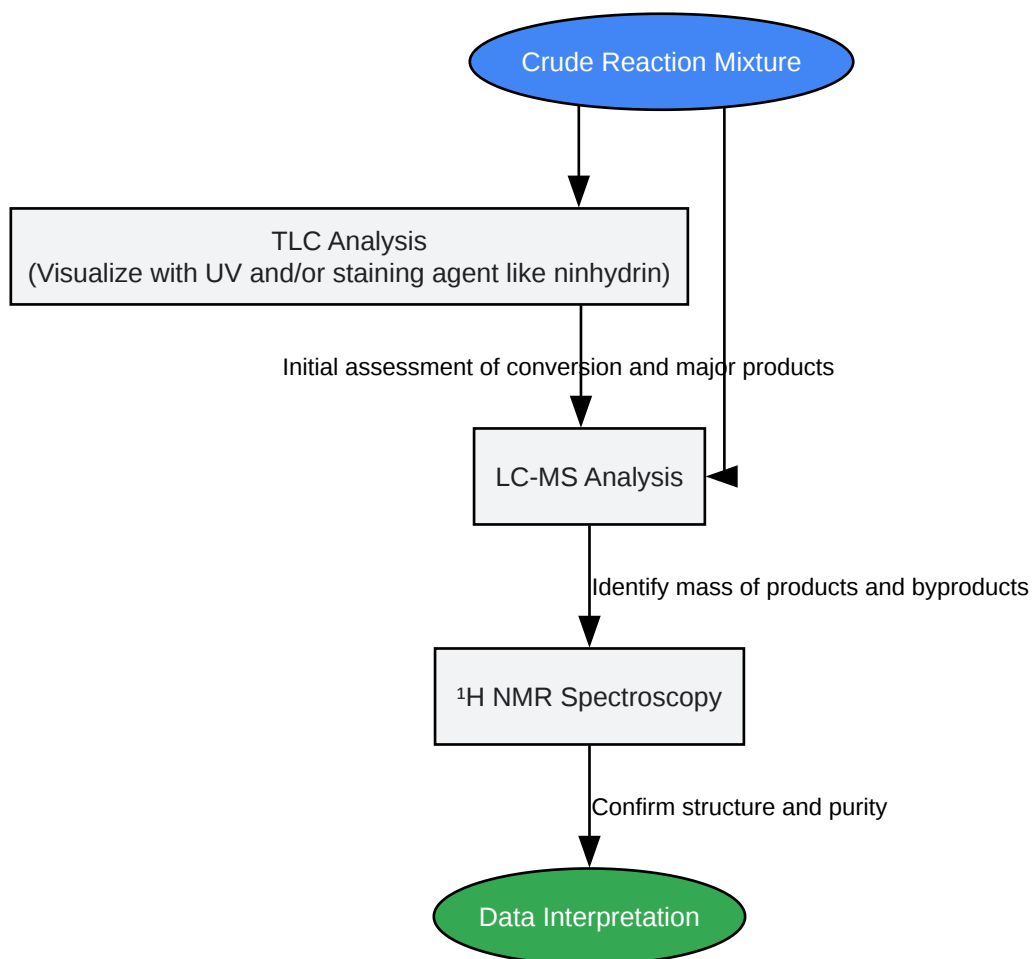 Crude Reaction Mixture
TLC Analysis
(Visualize with UV and/or staining agent like ninhydrin)
Initial assessment of conversion and major products
LC-MS Analysis
Identify mass of products and byproducts
¹H NMR Spectroscopy
Confirm structure and purity
Data Interpretation